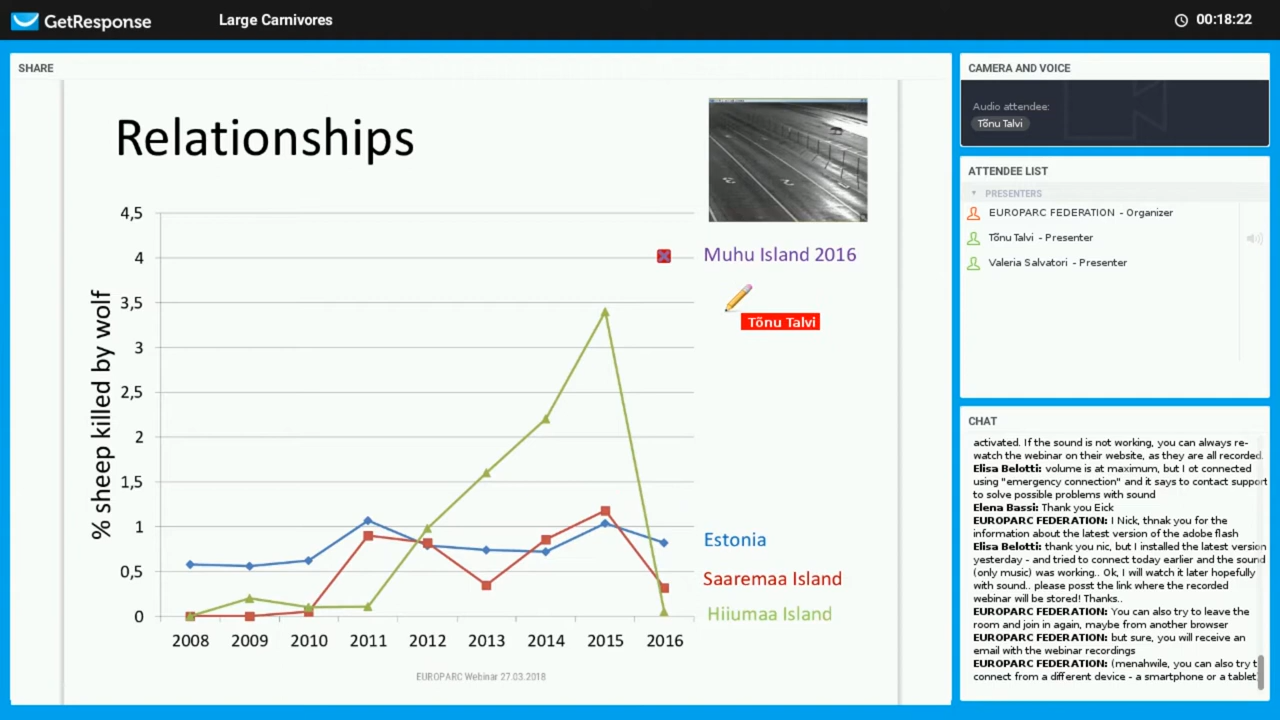 GetResponse
Large Carnivores
00:18:22
SHARE
Relationships
4,5
4
3,5
3
2,5
2
1,5
1
0,5
0
% sheep killed by wolf
2008 2009 2010 2011 2012 2013 2014 2015 2016
Muhu Island 2016
Tõnu Talvi
Estonia
Saaremaa Island
Hiiumaa Island
EUROPARC Webinar 27.03.2018
CAMERA AND VOICE
Audio attendee:
Tõnu Talvi
ATTENDEE LIST
PRESENTERS
EUROPARC FEDERATION - Organizer
Tõnu Talvi - Presenter
Valeria Salvatori - Presenter
CHAT
activated. If the sound is not working, you can always re-
watch the webinar on their website, as they are all recorded.
Elisa Belotti: volume is at maximum, but I ot connected
using "emergency connection" and it says to contact support
to solve possible problems with sound
Elena Bassi: Thank you Eick
EUROPARC FEDERATION: I Nick, thnak you for the
information about the latest version of the adobe flash
Elisa Belotti: thank you nic, but I installed the latest version
yesterday - and tried to connect today earlier and the sound
(only music) was working.. Ok, I will watch it later hopefully
with sound.. please posst the link where the recorded
webinar will be stored! Thanks..
EUROPARC FEDERATION: You can also try to leave the
room and join in again, maybe from another browser
EUROPARC FEDERATION: but sure, you will receive an
email with the webinar recordings
EUROPARC FEDERATION: (menahwile, you can also try t
connect from a different device - a smartphone or a tablet